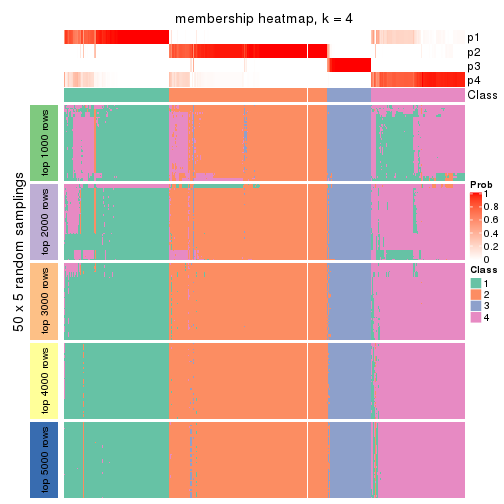 membership heatmap, k = 4
p1
p2
p3
p4
Class
50 x 5 random samplings
top 1000 rows
top 2000 rows
top 3000 rows
top 4000 rows
top 5000 rows
Prob
1
0.8
0.6
0.4
0.2
0
Class
1
2
3
4